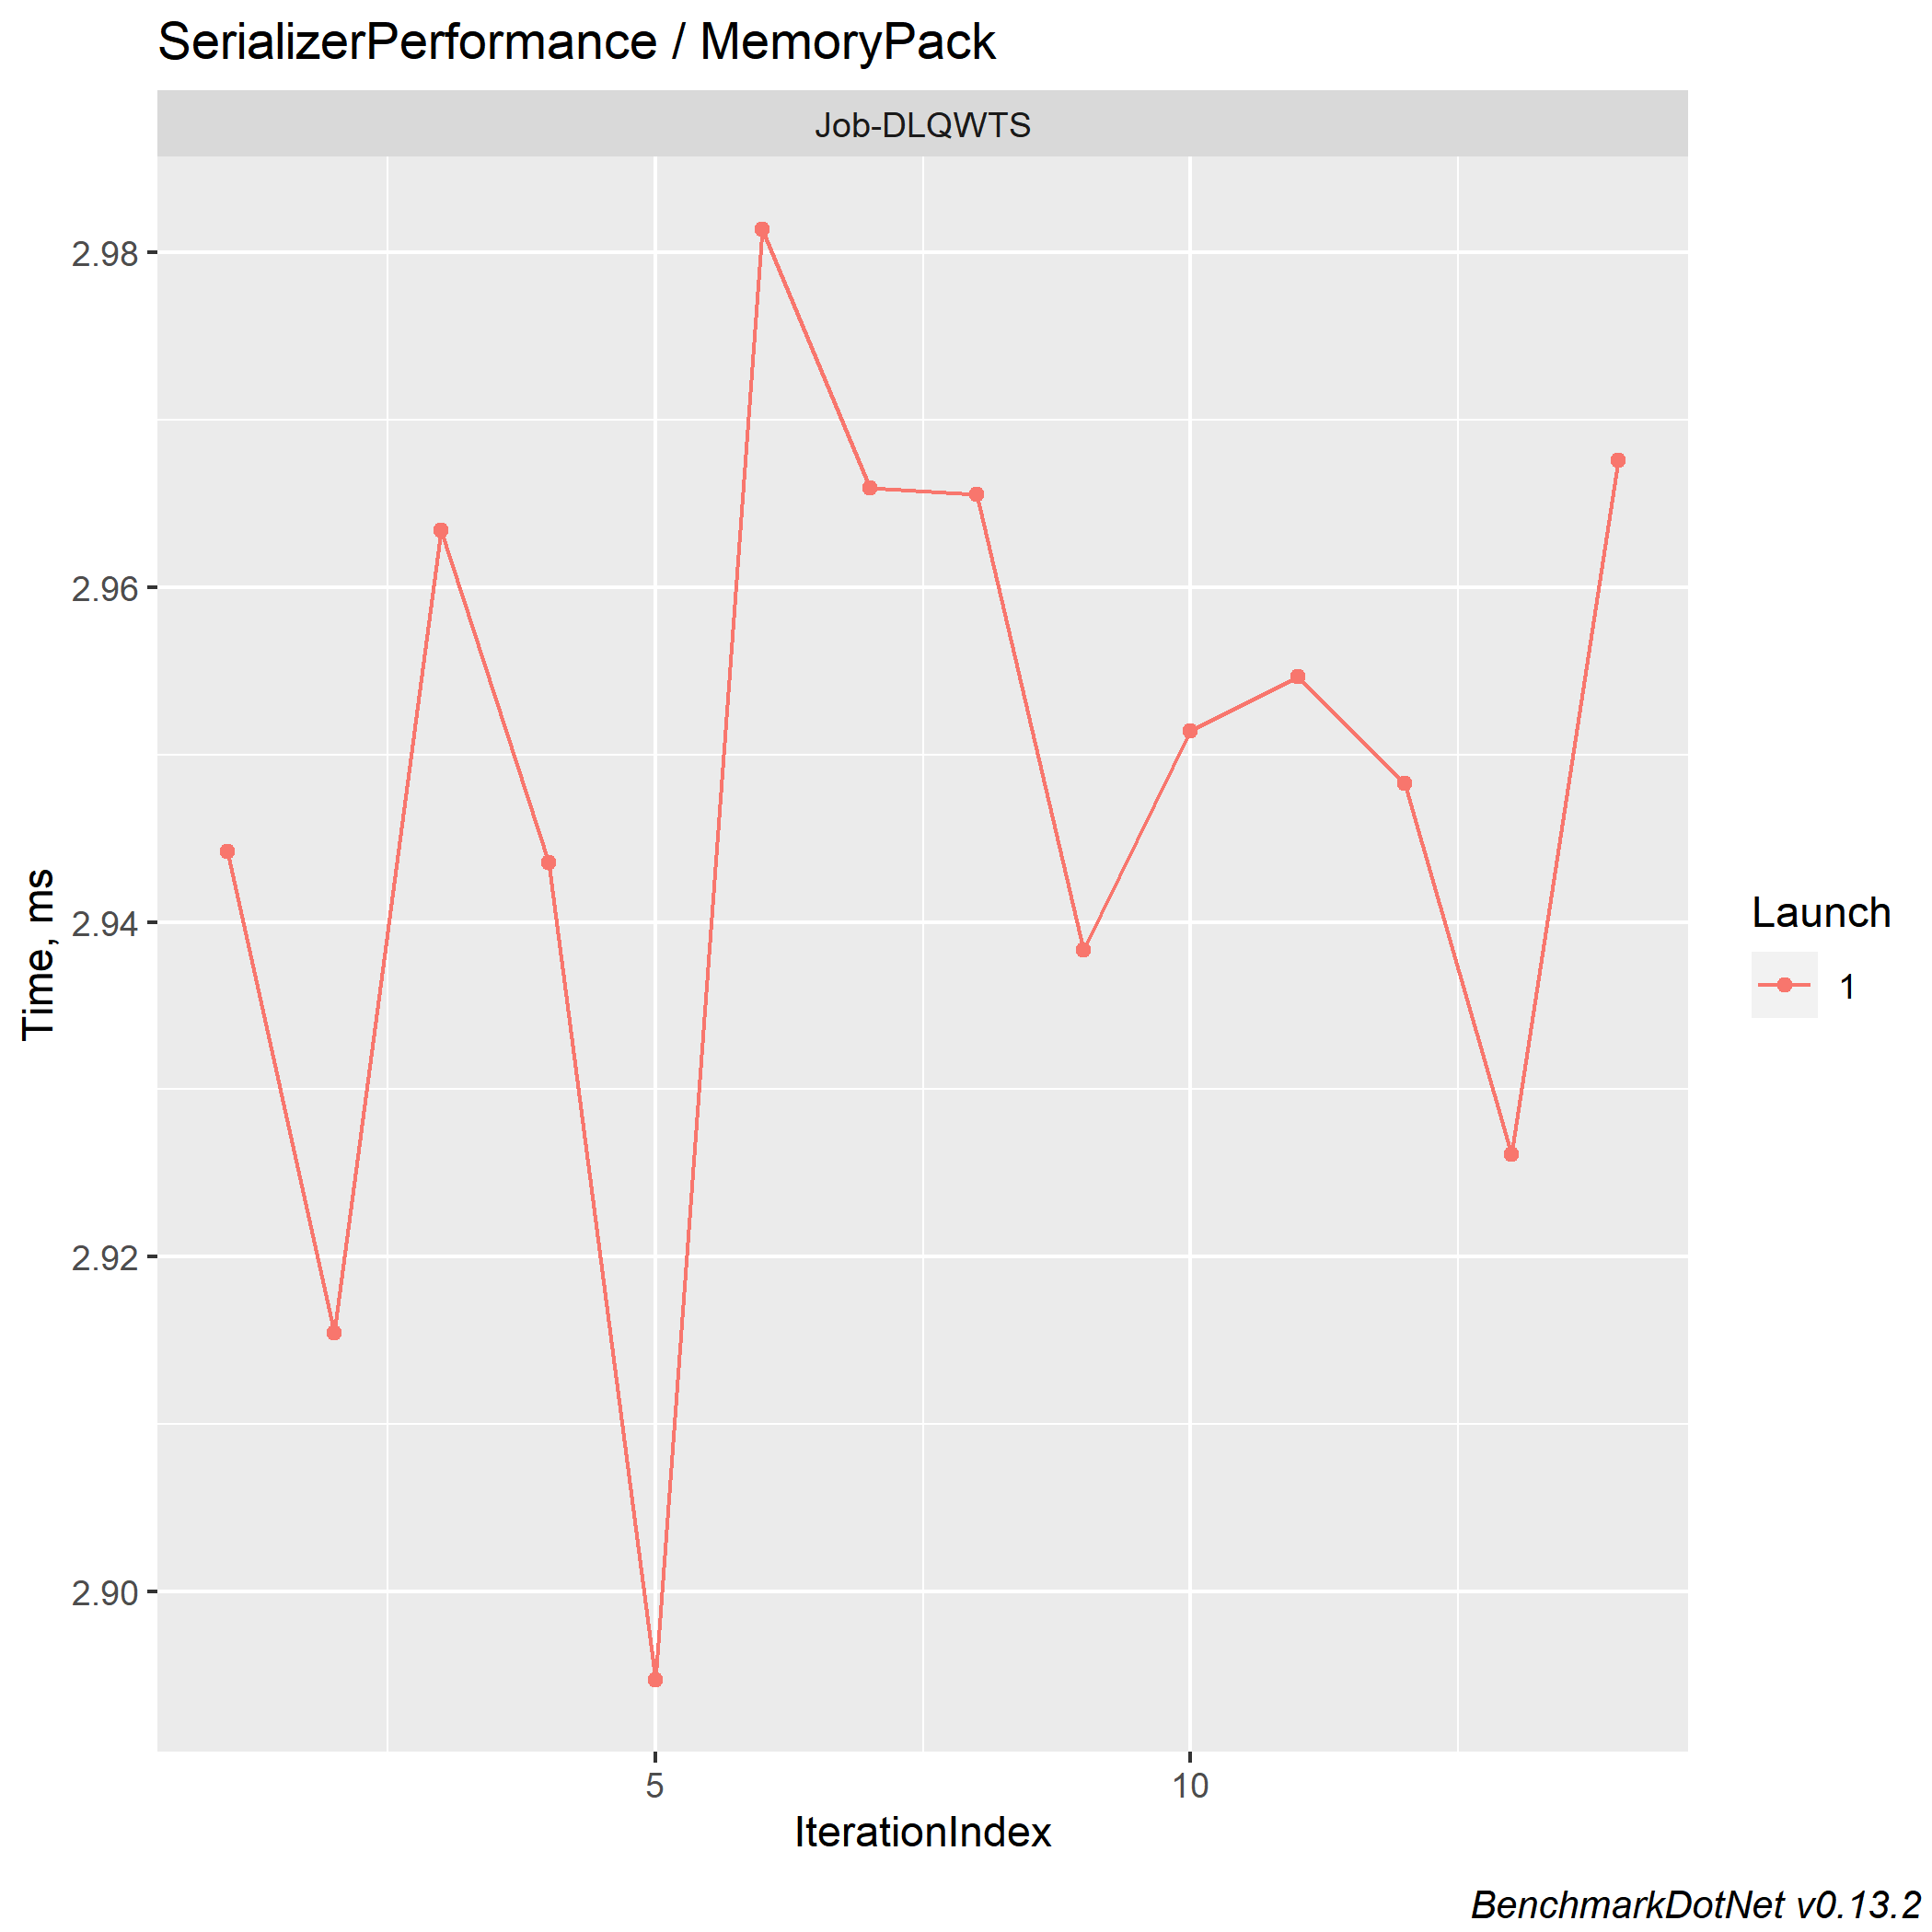 SerializerPerformance / MemoryPack
Job-DLQWTS
2.98
2.96
2.94
2.92
2.90
Time, ms
5 10
IterationIndex
Launch
1
BenchmarkDotNet v0.13.2